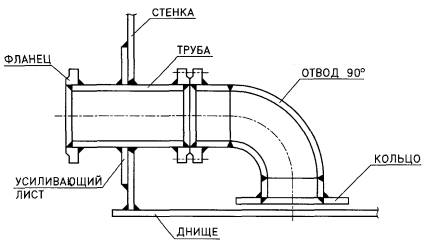 СТЕНКА
ТРУБА
ФЛАНЕЦ
ОТВОД 90°
КОЛЬЦО
УСИЛИВАЮЩИЙ
ЛИСТ
ДНИЩЕ